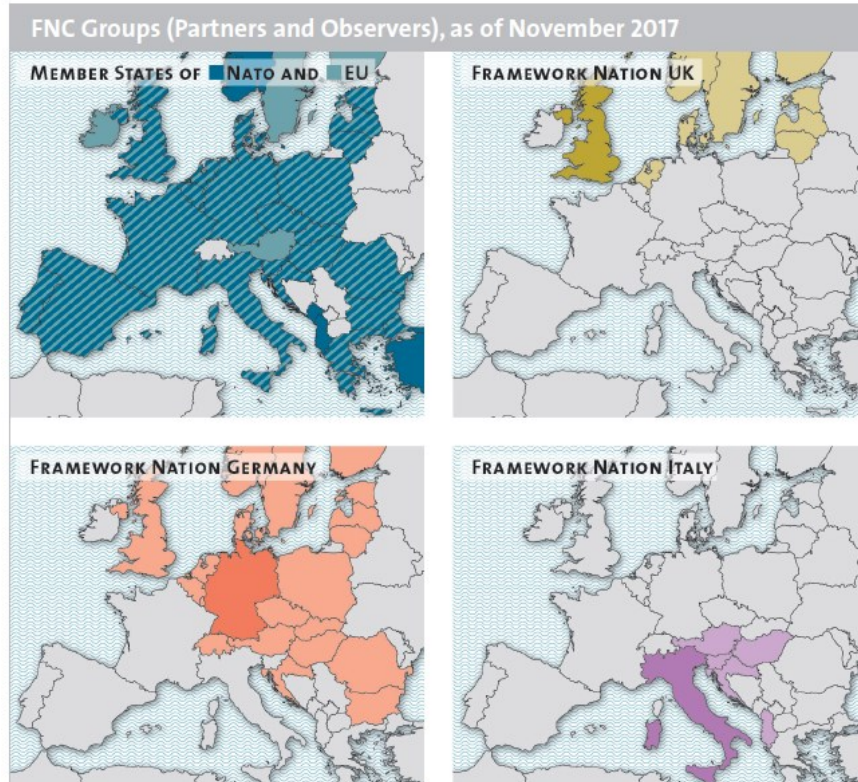 FNC Groups (Partners and Observers), as of November 2017
Member States of Nato and EU
Framework Nation UK
Framework Nation Germany
Framework Nation Italy